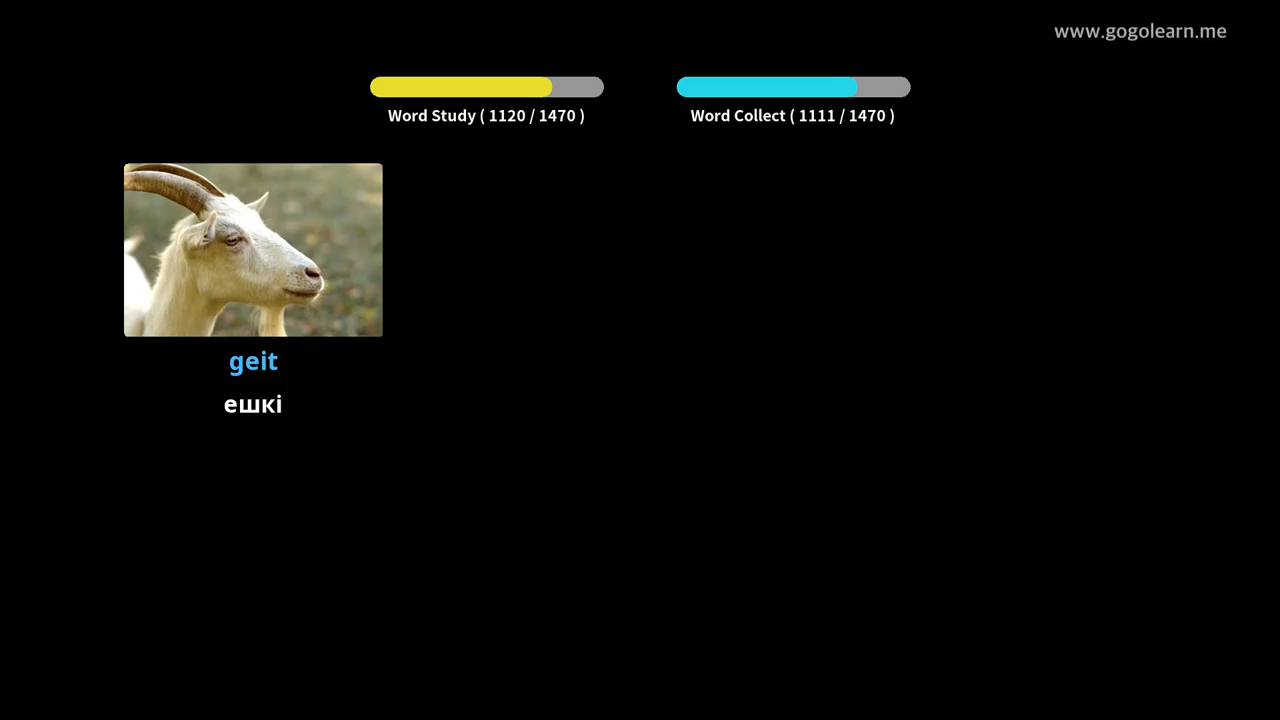 www.gogolearn.me
Word Study ( 1120 / 1470 )
Word Collect ( 1111 / 1470 )
geit
ешкі